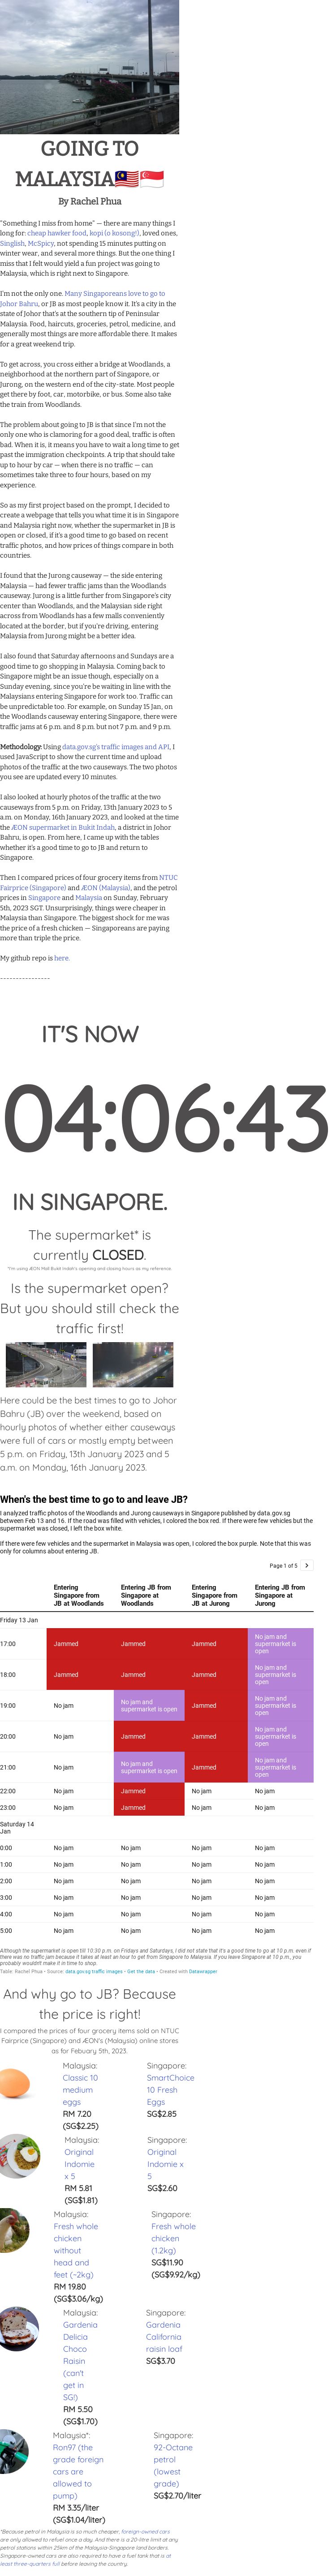 GOING TO
MALAYSIA🇲🇾🇸🇬
By Rachel Phua
"Something I miss from home" — there are many things I
long for: cheap hawker food, kopi (o kosong!), loved ones,
Singlish, McSpicy, not spending 15 minutes putting on
winter wear, and several more things. But the one thing I
miss that I felt would yield a fun project was going to
Malaysia, which is right next to Singapore.
I'm not the only one. Many Singaporeans love to go to
Johor Bahru, or JB as most people know it. It's a city in the
state of Johor that's at the southern tip of Peninsular
Malaysia. Food, haircuts, groceries, petrol, medicine, and
generally most things are more affordable there. It makes
for a great weekend trip.
To get across, you cross either a bridge at Woodlands, a
neighborhood at the northern part of Singapore, or
Jurong, on the western end of the city-state. Most people
get there by foot, car, motorbike, or bus. Some also take
the train from Woodlands.
The problem about going to JB is that since I'm not the
only one who is clamoring for a good deal, traffic is often
bad. When it is, it means you have to wait a long time to get
past the immigration checkpoints. A trip that should take
up to hour by car — when there is no traffic — can
sometimes take three to four hours, based on my
experience.
So as my first project based on the prompt, I decided to
create a webpage that tells you what time it is in Singapore
and Malaysia right now, whether the supermarket in JB is
open or closed, if it's a good time to go based on recent
traffic photos, and how prices of things compare in both
countries.
I found that the Jurong causeway — the side entering
Malaysia — had fewer traffic jams than the Woodlands
causeway. Jurong is a little further from Singapore's city
center than Woodlands, and the Malaysian side right
across from Woodlands has a few malls conveniently
located at the border, but if you're driving, entering
Malaysia from Jurong might be a better idea.
I also found that Saturday afternoons and Sundays are a
good time to go shopping in Malaysia. Coming back to
Singapore might be an issue though, especially on a
Sunday evening, since you're be waiting in line with the
Malaysians entering Singapore for work too. Traffic can
be unpredictable too. For example, on Sunday 15 Jan, on
the Woodlands causeway entering Singapore, there were
traffic jams at 6 p.m. and 8 p.m. but not 7 p.m. and 9 p.m.
Methodology: Using data.gov.sg's traffic images and API, I
used JavaScript to show the current time and upload
photos of the traffic at the two causeways. The two photos
you see are updated every 10 minutes.
I also looked at hourly photos of the traffic at the two
causeways from 5 p.m. on Friday, 13th January 2023 to 5
a.m. on Monday, 16th January 2023, and looked at the time
the ÆON supermarket in Bukit Indah, a district in Johor
Bahru, is open. From here, I came up with the tables
whether it's a good time to go to JB and return to
Singapore.
Then I compared prices of four grocery items from NTUC
Fairprice (Singapore) and ÆON (Malaysia), and the petrol
prices in Singapore and Malaysia on Sunday, February
5th, 2023 SGT. Unsurprisingly, things were cheaper in
Malaysia than Singapore. The biggest shock for me was
the price of a fresh chicken — Singaporeans are paying
more than triple the price.
My github repo is here.
----------------
IT'S NOW
04:06:43
IN SINGAPORE.
The supermarket* is
currently CLOSED.
*I'm using ÆON Mall Bukit Indah's opening and closing hours as my reference.
Is the supermarket open?
But you should still check the
traffic first!
Here could be the best times to go to Johor
Bahru (JB) over the weekend, based on
hourly photos of whether either causeways
were full of cars or mostly empty between
5 p.m. on Friday, 13th January 2023 and 5
a.m. on Monday, 16th January 2023.
When's the better time to go to and leave JB?
I analyzed traffic photos of the Woodlands and Jurong causeways in Singapore published by data.gov.sg
between Feb 13 and 16. If the road was filled with vehicles, I colored the box red. If there were few vehicles but the
supermarket was closed, I left the box white.
If there were few vehicles and the supermarket in Malaysia was open, I colored the box purple. Note that this was
only for columns about entering JB.
Page 1 of 5 >
Entering Singapore from JB at Woodlands Entering JB from Singapore at Woodlands Entering Singapore from JB at Jurong Entering JB from Singapore at Jurong
Friday 13 Jan
17:00 Jammed Jammed Jammed No jam and supermarket is open
18:00 Jammed Jammed Jammed No jam and supermarket is open
19:00 No jam No jam and supermarket is open Jammed No jam and supermarket is open
20:00 No jam Jammed Jammed No jam and supermarket is open
21:00 No jam No jam and supermarket is open Jammed No jam and supermarket is open
22:00 No jam Jammed No jam No jam
23:00 No jam Jammed No jam No jam
Saturday 14 Jan
0:00 No jam No jam No jam No jam
1:00 No jam No jam No jam No jam
2:00 No jam No jam No jam No jam
3:00 No jam No jam No jam No jam
4:00 No jam No jam No jam No jam
5:00 No jam No jam No jam No jam
Although the supermarket is open till 10:30 p.m. on Fridays and Saturdays, I did not state that it's a good time to go at 10 p.m. even if
there was no traffic jam because it takes at least an hour to get from Singapore to Malaysia. If you leave Singapore at 10 p.m., you
probably wouldn't make it in time to shop.
Table: Rachel Phua • Source: data.gov.sg traffic images • Get the data • Created with Datawrapper
And why go to JB? Because
the price is right!
I compared the prices of four grocery items sold on NTUC
Fairprice (Singapore) and ÆON's (Malaysia) online stores
as for Febuary 5th, 2023.
Malaysia:
Classic 10
medium
eggs
RM 7.20
(SG$2.25)
Singapore:
SmartChoice
10 Fresh
Eggs
SG$2.85
Malaysia:
Original
Indomie
x 5
RM 5.81
(SG$1.81)
Singapore:
Original
Indomie x
5
SG$2.60
Malaysia:
Fresh whole
chicken
without
head and
feet (~2kg)
RM 19.80
(SG$3.06/kg)
Singapore:
Fresh whole
chicken
(1.2kg)
SG$11.90
(SG$9.92/kg)
Malaysia:
Gardenia
Delicia
Choco
Raisin
(can't
get in
SG!)
RM 5.50
(SG$1.70)
Singapore:
Gardenia
California
raisin loaf
SG$3.70
Malaysia*:
Ron97 (the
grade foreign
cars are
allowed to
pump)
RM 3.35/liter
(SG$1.04/liter)
Singapore:
92-Octane
petrol
(lowest
grade)
SG$2.70/liter
*Because petrol in Malaysia is so much cheaper, foreign-owned cars
are only allowed to refuel once a day. And there is a 20-litre limit at any
petrol stations within 25km of the Malaysia-Singapore land borders.
Singapore-owned cars are also required to have a fuel tank that is at
least three-quarters full before leaving the country.